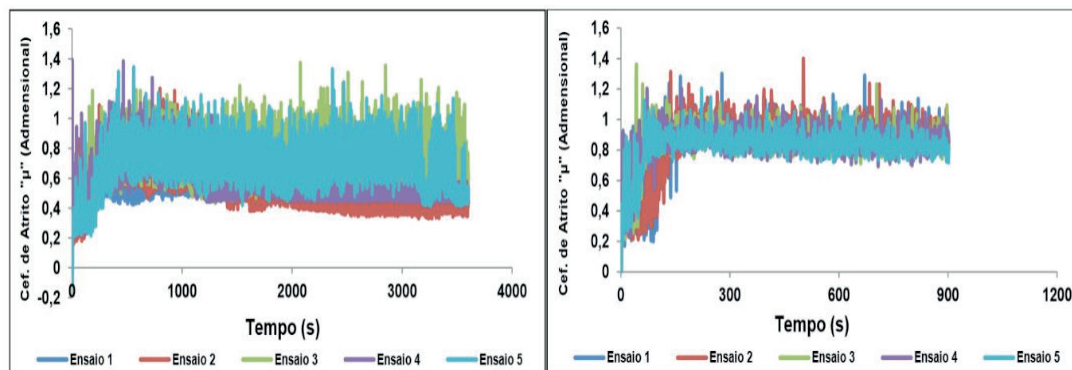 Cef. de Atrito "μ" (Admensional)
1,6
1,4
1,2
1
0,8
0,6
0,4
0,2
0
-0,2
0
1000
2000
3000
4000
Tempo (s)
Ensaio 1
Ensaio 2
Ensaio 3
Ensaio 4
Ensaio 5
Cef. de Atrito "μ" (Admensional)
1,6
1,4
1,2
1
0,8
0,6
0,4
0,2
0
0
300
600
900
1200
Tempo (s)
Ensaio 1
Ensaio 2
Ensaio 3
Ensaio 4
Ensaio 5